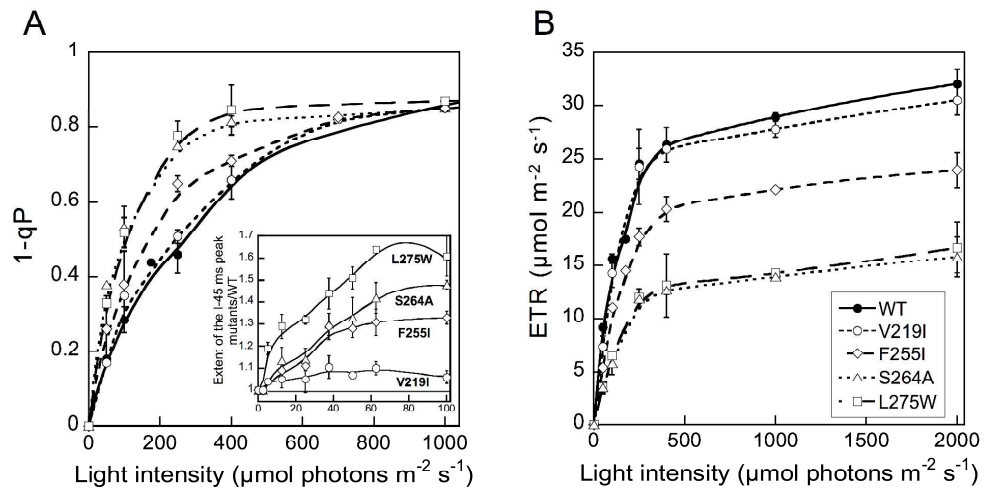 A
1-qP
1
0.8
0.6
0.4
0.2
0
0 200 400 600 800 1000
Light intensity (µmol photons m-2 s-1)
Exten: of the I-45 ms peak
mutants/WT
1.7
1.6
1.5
1.4
1.3
1.2
1.1
1
0 20 40 60 80 100
L275W
S264A
F255I
V219I
B
ETR (µmol m-2 s-1)
35
30
25
20
15
10
5
0
0 500 1000 1500 2000
Light intensity (µmol photons m-2 s-1)
WT
V219I
F255I
S264A
L275W